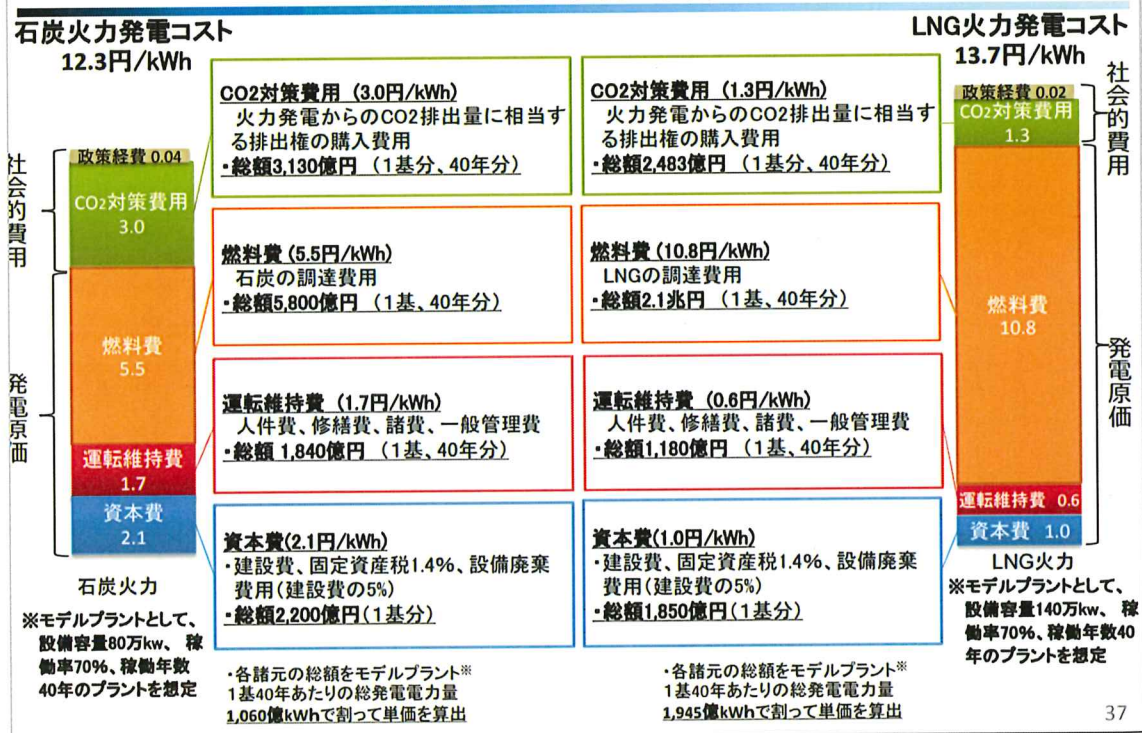 石炭火力発電コスト
12.3円/kWh
LNG火力発電コスト
13.7円/kWh
社会的費用
発電原価
政策経費 0.04
CO2対策費用
3.0
燃料費
5.5
運転維持費
1.7
資本費
2.1
石炭火力
※モデルプラントとして、
設備容量80万kw、 稼
働率70%、稼働年数
40年のプラントを想定
CO2対策費用 (3.0円/kWh)
火力発電からのCO2排出量に相当す
る排出権の購入費用
・総額3,130億円 (1基分、40年分)
燃料費 (5.5円/kWh)
石炭の調達費用
・総額5,800億円 (1基、40年分)
運転維持費 (1.7円/kWh)
人件費、修繕費、諸費、一般管理費
・総額 1,840億円 (1基、40年分)
資本費(2.1円/kWh)
・建設費、固定資産税1.4%、設備廃棄
費用(建設費の5%)
・総額2,200億円(1基分)
・各諸元の総額をモデルプラント※
1基40年あたりの総発電電力量
1,060億kWhで割って単価を算出
CO2対策費用 (1.3円/kWh)
火力発電からのCO2排出量に相当す
る排出権の購入費用
・総額2,483億円 (1基分、40年分)
燃料費 (10.8円/kWh)
LNGの調達費用
・総額2.1兆円 (1基、40年分)
運転維持費 (0.6円/kWh)
人件費、修繕費、諸費、一般管理費
・総額1,180億円 (1基、40年分)
資本費(1.0円/kWh)
・建設費、固定資産税1.4%、設備廃棄
費用(建設費の5%)
・総額1,850億円(1基分)
・各諸元の総額をモデルプラント※
1基40年あたりの総発電電力量
1,945億kWhで割って単価を算出
政策経費 0.02
CO2対策費用
1.3
燃料費
10.8
運転維持費 0.6
資本費 1.0
LNG火力
※モデルプラントとして、
設備容量140万kw、 稼
働率70%、稼働年数40
年のプラントを想定
社会的費用
発電原価
37